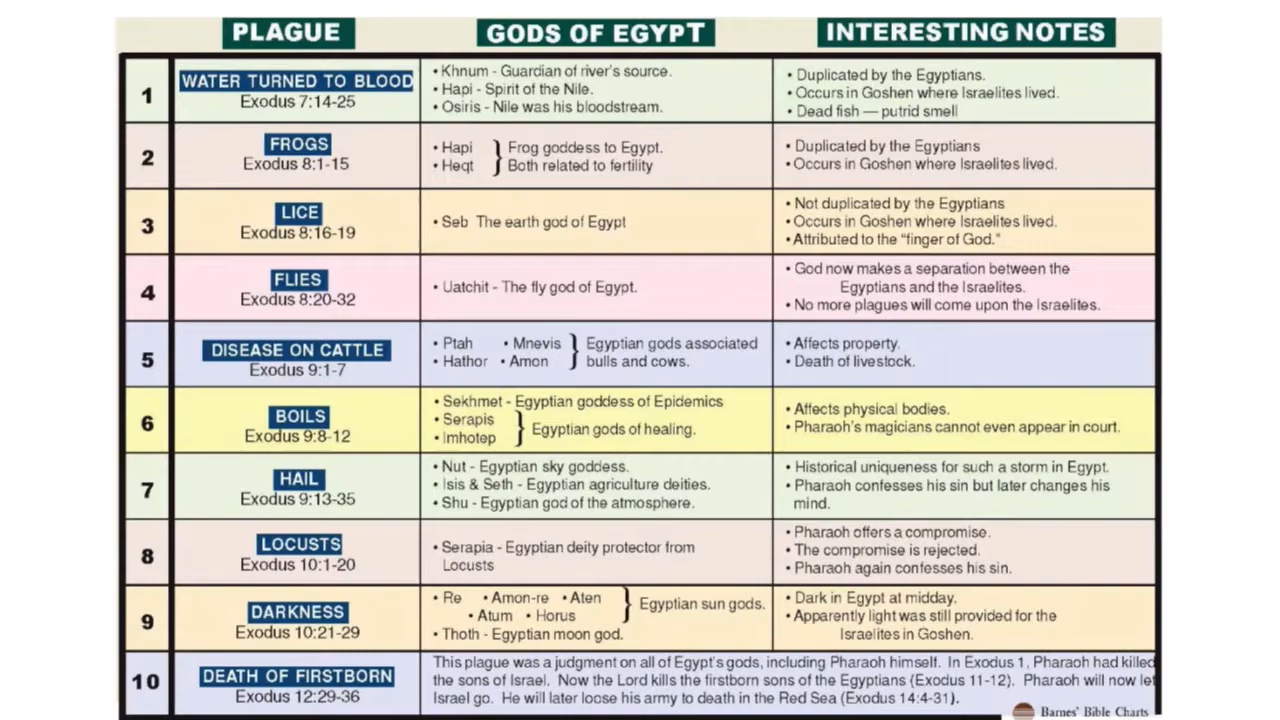 PLAGUE GODS OF EGYPT INTERESTING NOTES
1
WATER TURNED TO BLOOD
Exodus 7:14-25
• Khnum - Guardian of river's source.
• Hapi - Spirit of the Nile.
• Osiris - Nile was his bloodstream.
• Duplicated by the Egyptians.
• Occurs in Goshen where Israelites lived.
• Dead fish — putrid smell
2
FROGS
Exodus 8:1-15
• Hapi } Frog goddess to Egypt.
• Heqt } Both related to fertility
• Duplicated by the Egyptians
• Occurs in Goshen where Israelites lived.
3
LICE
Exodus 8:16-19
• Seb The earth god of Egypt
• Not duplicated by the Egyptians
• Occurs in Goshen where Israelites lived.
• Attributed to the "finger of God."
4
FLIES
Exodus 8:20-32
• Uatchit - The fly god of Egypt.
• God now makes a separation between the
Egyptians and the Israelites.
• No more plagues will come upon the Israelites.
5
DISEASE ON CATTLE
Exodus 9:1-7
• Ptah • Mnevis } Egyptian gods associated
• Hathor • Amon } bulls and cows.
• Affects property.
• Death of livestock.
6
BOILS
Exodus 9:8-12
• Sekhmet - Egyptian goddess of Epidemics
• Serapis
• Imhotep } Egyptian gods of healing.
• Affects physical bodies.
• Pharaoh's magicians cannot even appear in court.
7
HAIL
Exodus 9:13-35
• Nut - Egyptian sky goddess.
• Isis & Seth - Egyptian agriculture deities.
• Shu - Egyptian god of the atmosphere.
• Historical uniqueness for such a storm in Egypt.
• Pharaoh confesses his sin but later changes his
mind.
8
LOCUSTS
Exodus 10:1-20
• Serapia - Egyptian deity protector from
Locusts
• Pharaoh offers a compromise.
• The compromise is rejected.
• Pharaoh again confesses his sin.
9
DARKNESS
Exodus 10:21-29
• Re • Amon-re • Aten
• Atum • Horus } Egyptian sun gods.
• Thoth - Egyptian moon god.
• Dark in Egypt at midday.
• Apparently light was still provided for the
Israelites in Goshen.
10
DEATH OF FIRSTBORN
Exodus 12:29-36
This plague was a judgment on all of Egypt's gods, including Pharaoh himself. In Exodus 1, Pharaoh had killed
the sons of Israel. Now the Lord kills the firstborn sons of the Egyptians (Exodus 11-12). Pharaoh will now let
Israel go. He will later loose his army to death in the Red Sea (Exodus 14:4-31).
Barnes' Bible Charts